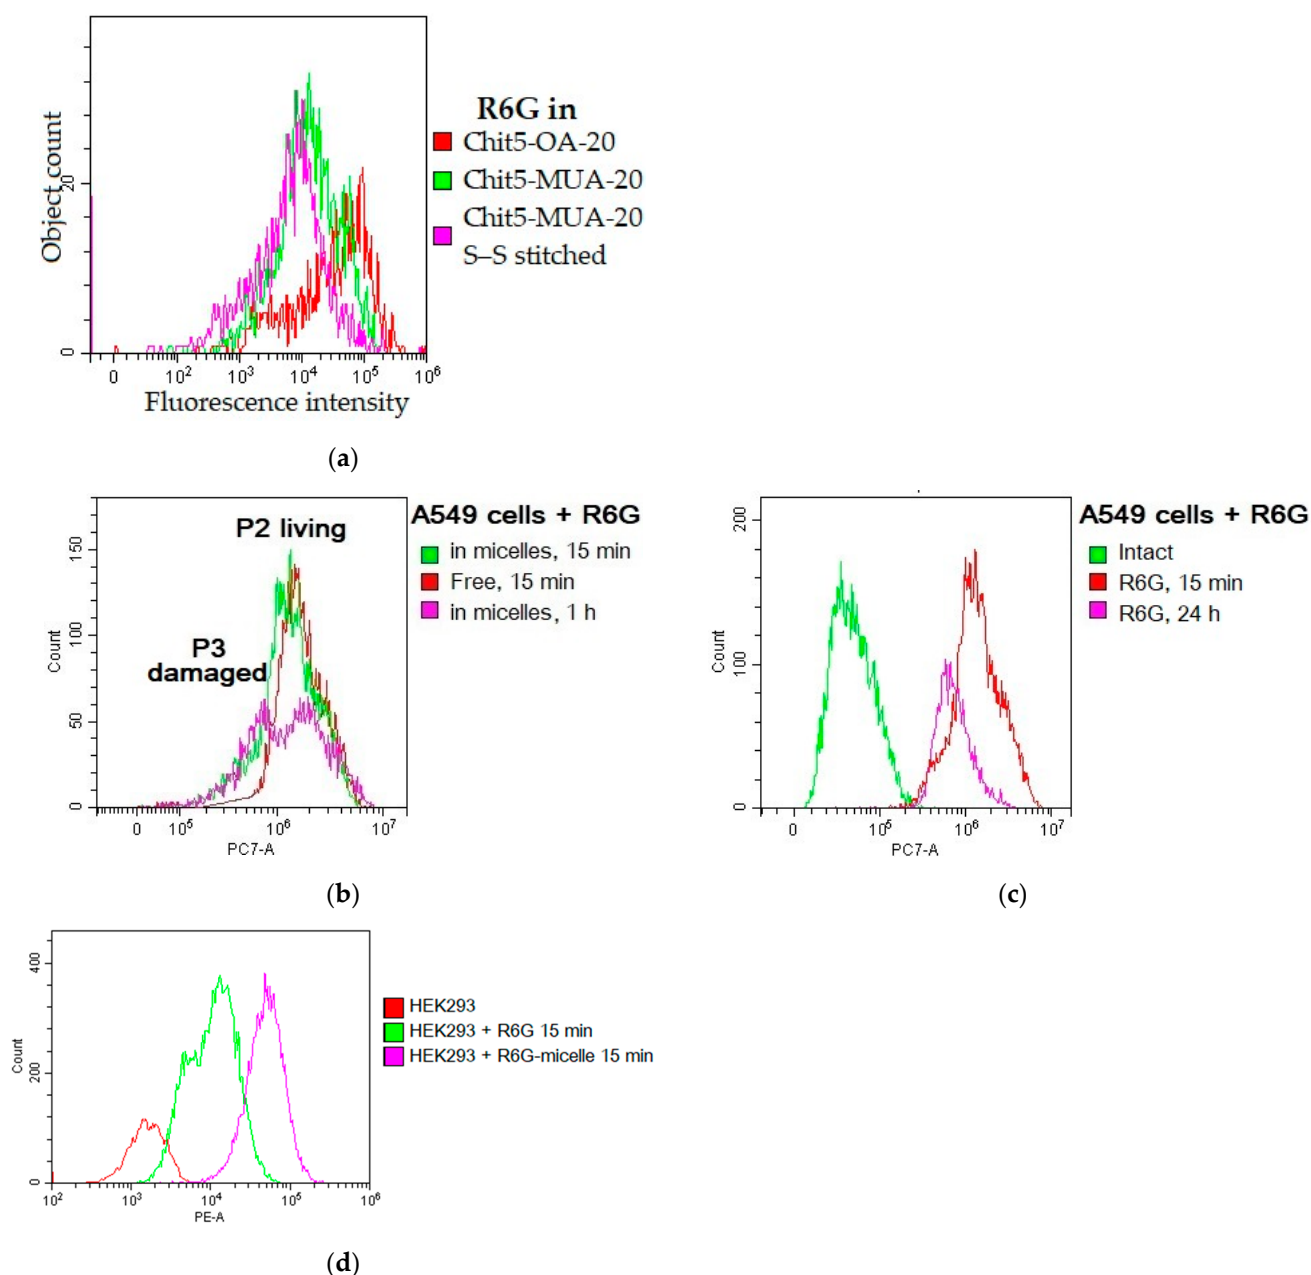 Object count
20
0
0 10² 10³ 10⁴ 10⁵ 10⁶
Fluorescence intensity
R6G in
Chit5-OA-20
Chit5-MUA-20
Chit5-MUA-20
S–S stitched
(a)
Count
150
100
50
0
P2 living
P3
damaged
0 10⁵ 10⁶ 10⁷
PC7-A
A549 cells + R6G
in micelles, 15 min
Free, 15 min
in micelles, 1 h
(b)
Count
200
100
0
0 10⁵ 10⁶ 10⁷
PC7-A
A549 cells + R6G
Intact
R6G, 15 min
R6G, 24 h
(c)
Count
400
200
0
10² 10³ 10⁴ 10⁵ 10⁶
PE-A
HEK293
HEK293 + R6G 15 min
HEK293 + R6G-micelle 15 min
(d)